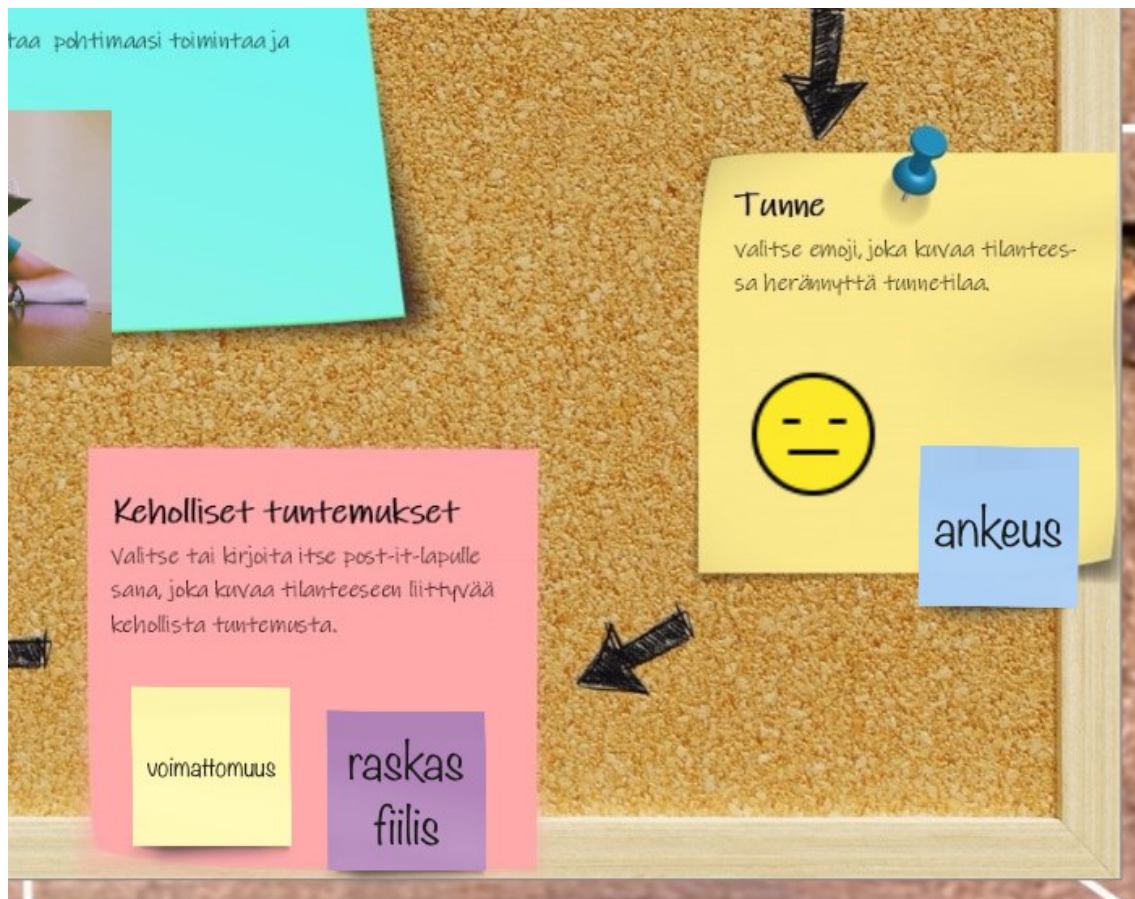 taa pohtimaasi toimintaa ja
Tunne
Valitse emoji, joka kuvaa tilantees-
sa herännyttä tunnetilaa.
ankeus
Keholliset tuntemukset
Valitse tai kirjoita itse post-it-lapulle
sana, joka kuvaa tilanteeseen liittyvää
kehollista tuntemusta.
voimattomuus
raskas
fiilis